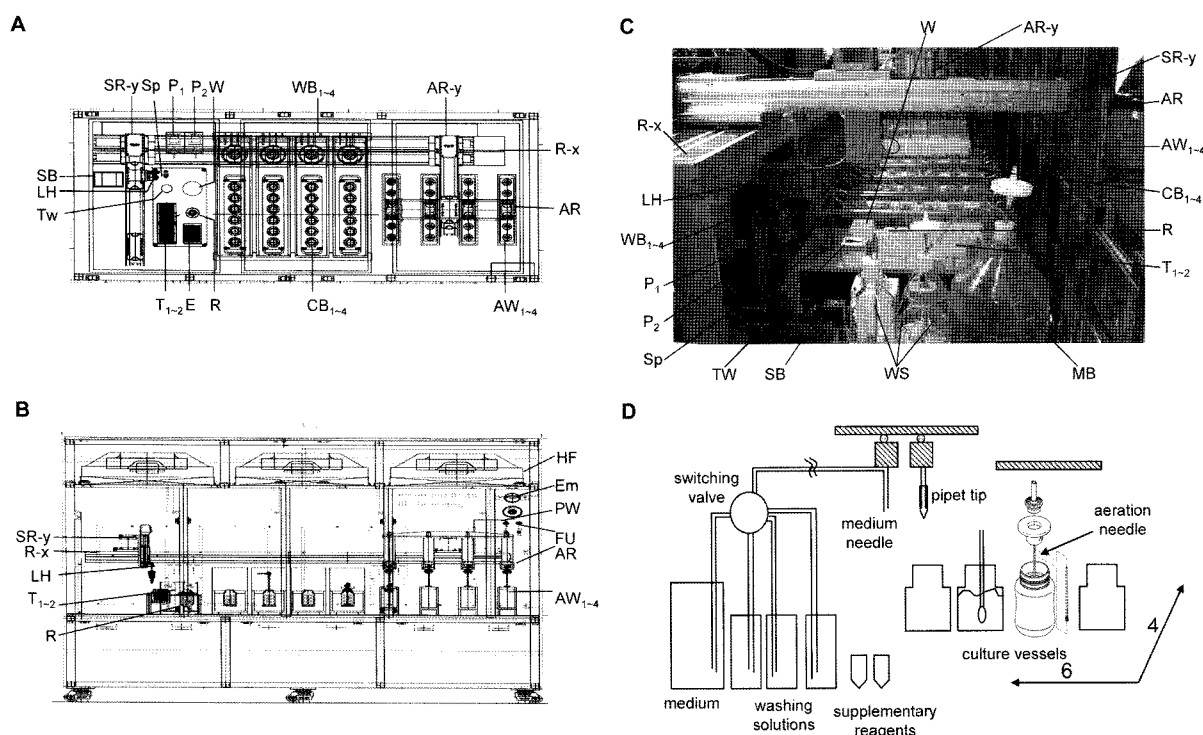 A
SR-y Sp P1 P2 W WB1~4 AR-y
R-x
SB
LH
Tw
AR
T1~2 E R CB1~4 AW1~4
B
HF
Em
PW
FU
SR-y
R-x
AR
LH
T1~2
AW1~4
R
C
W AR-y
SR-y
AR
R-x
AW1~4
LH
CB1~4
WB1~4
R
P1
T1~2
P2
Sp
TW SB WS MB
D
switching
valve
pipet tip
medium
needle
aeration
needle
4
culture vessels
6
medium
washing
solutions
supplementary
reagents